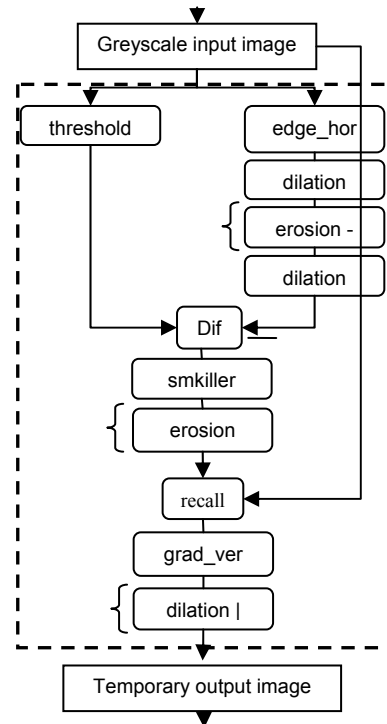 Greyscale input image
threshold
edge_hor
dilation
erosion -
dilation
Dif
smkiller
erosion
recall
grad_ver
dilation |
Temporary output image